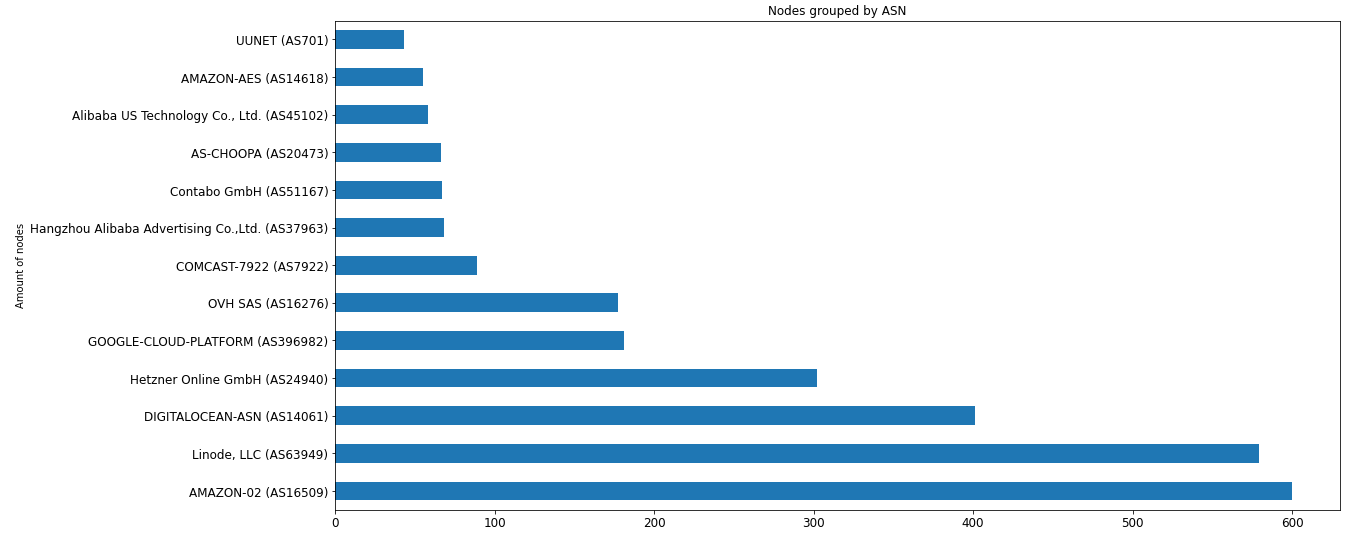 Nodes grouped by ASN
UUNET (AS701)
AMAZON-AES (AS14618)
Alibaba US Technology Co., Ltd. (AS45102)
AS-CHOOPA (AS20473)
Contabo GmbH (AS51167)
Hangzhou Alibaba Advertising Co.,Ltd. (AS37963)
COMCAST-7922 (AS7922)
OVH SAS (AS16276)
GOOGLE-CLOUD-PLATFORM (AS396982)
Hetzner Online GmbH (AS24940)
DIGITALOCEAN-ASN (AS14061)
Linode, LLC (AS63949)
AMAZON-02 (AS16509)
Amount of nodes
0 100 200 300 400 500 600